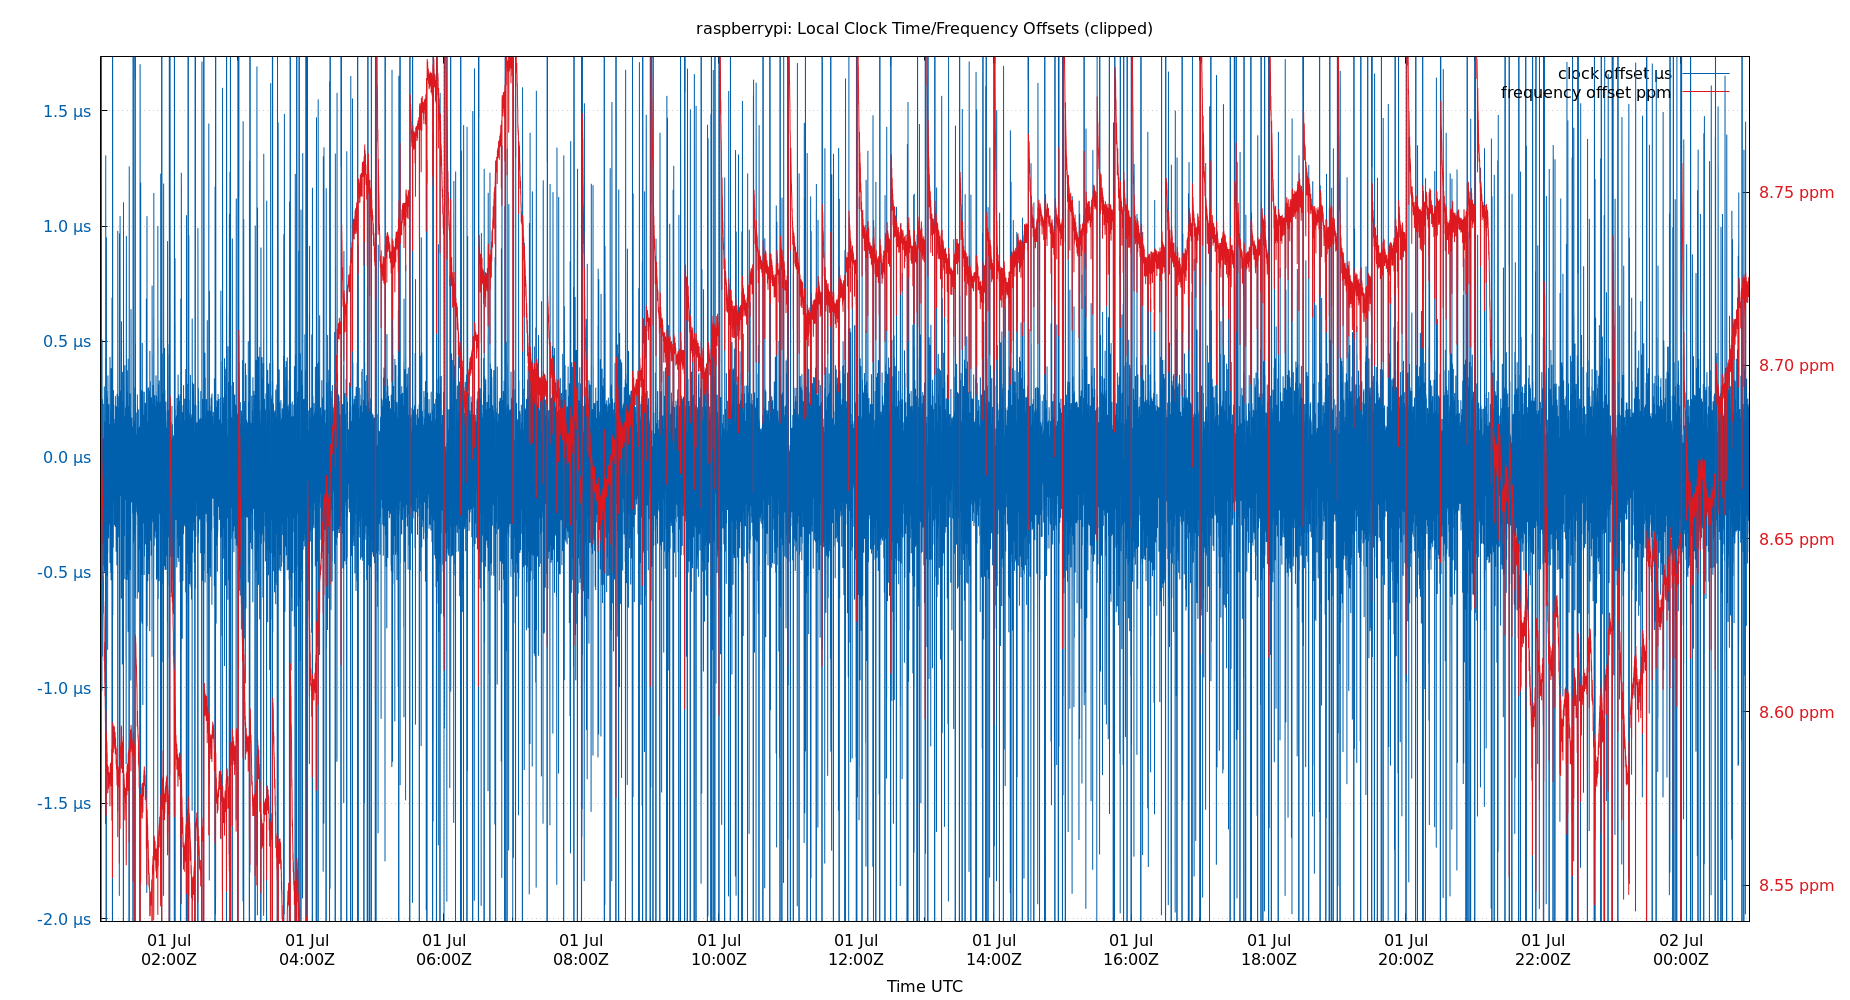 raspberrypi: Local Clock Time/Frequency Offsets (clipped)
clock offset µs
frequency offset ppm
1.5 µs
1.0 µs
0.5 µs
0.0 µs
-0.5 µs
-1.0 µs
-1.5 µs
-2.0 µs
8.75 ppm
8.70 ppm
8.65 ppm
8.60 ppm
8.55 ppm
01 Jul 01 Jul 01 Jul 01 Jul 01 Jul 01 Jul 01 Jul 01 Jul 01 Jul 01 Jul 01 Jul 02 Jul
02:00Z 04:00Z 06:00Z 08:00Z 10:00Z 12:00Z 14:00Z 16:00Z 18:00Z 20:00Z 22:00Z 00:00Z
Time UTC